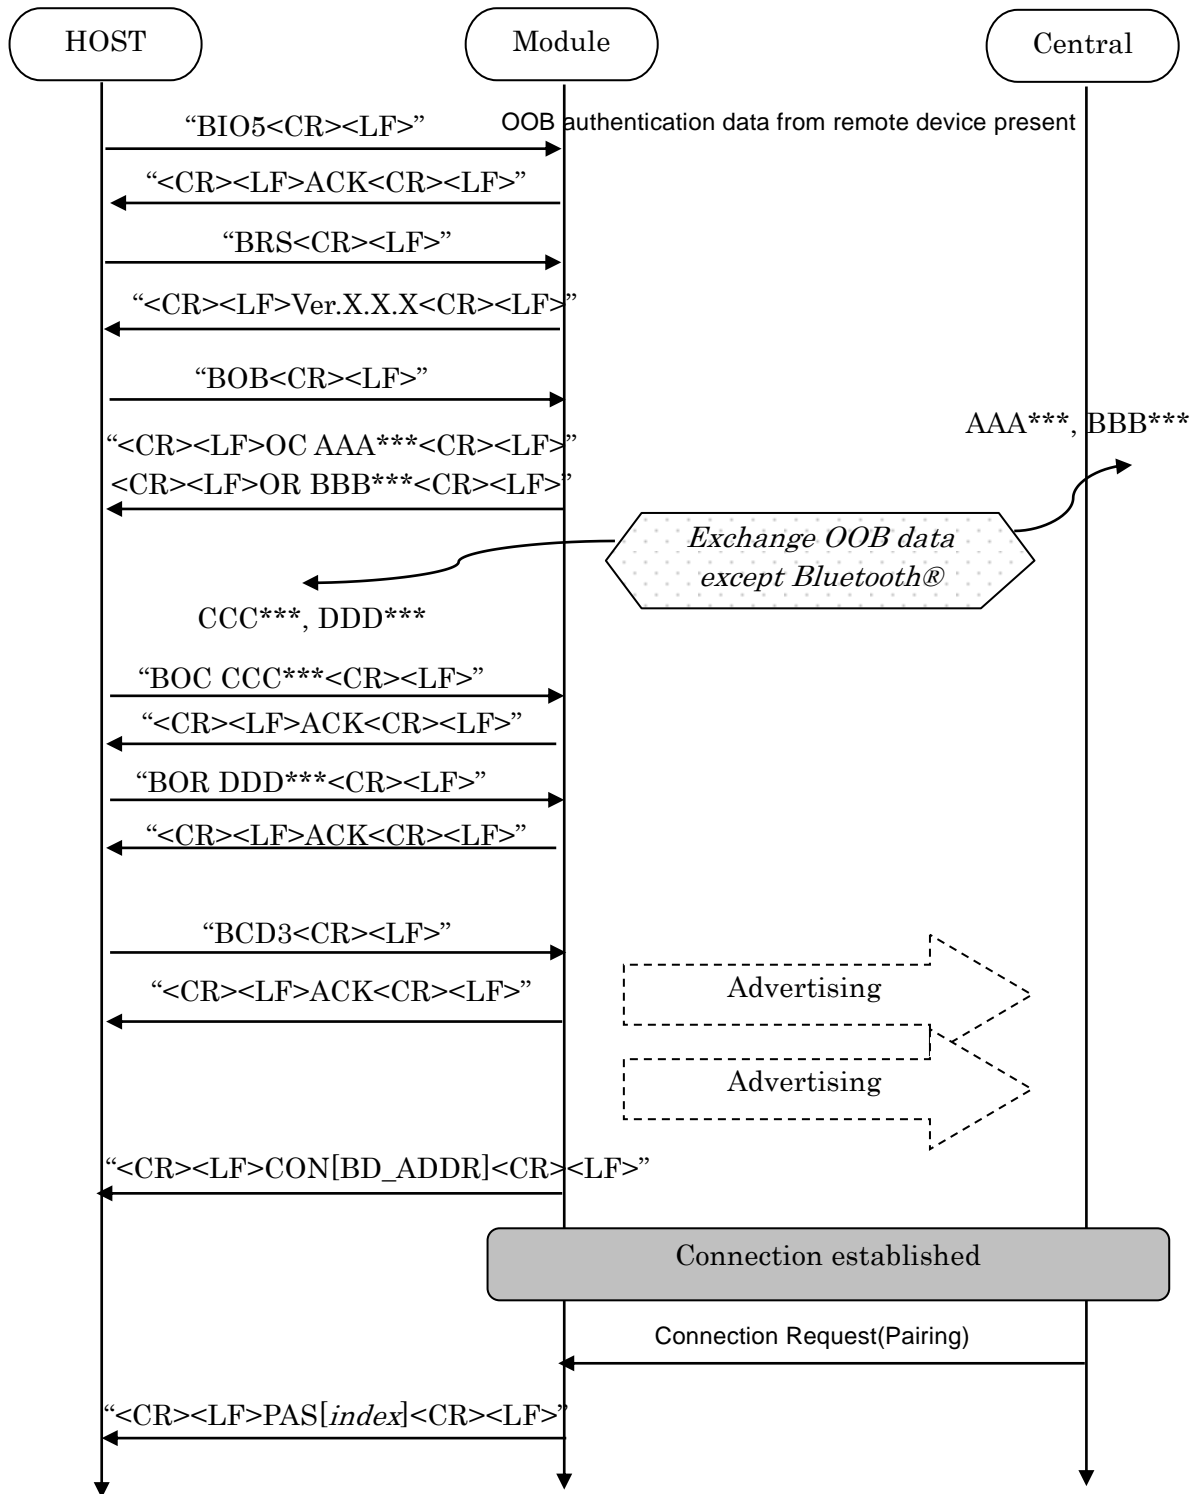 HOST
Module
Central
“BIO5<CR><LF>”
OOB authentication data from remote device present
“<CR><LF>ACK<CR><LF>”
“BRS<CR><LF>”
“<CR><LF>Ver.X.X.X<CR><LF>”
“BOB<CR><LF>”
AAA***, BBB***
“<CR><LF>OC AAA***<CR><LF>”
<CR><LF>OR BBB***<CR><LF>”
Exchange OOB data
except Bluetooth®
CCC***, DDD***
“BOC CCC***<CR><LF>”
“<CR><LF>ACK<CR><LF>”
“BOR DDD***<CR><LF>”
“<CR><LF>ACK<CR><LF>”
“BCD3<CR><LF>”
“<CR><LF>ACK<CR><LF>”
Advertising
Advertising
“<CR><LF>CON[BD_ADDR]<CR><LF>”
Connection established
Connection Request(Pairing)
“<CR><LF>PAS[index]<CR><LF>”